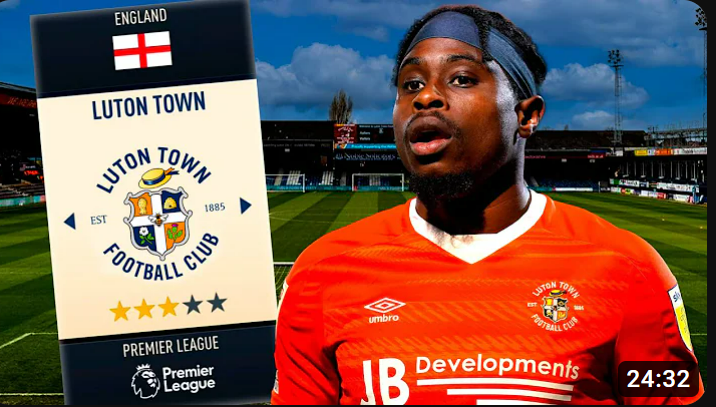 ENGLAND
LUTON TOWN
LUTON TOWN
EST 1885
FOOTBALL CLUB
PREMIER LEAGUE
Premier
League
umbro
LUTON TOWN
FOOTBALL CLUB
JB Developments
24:32